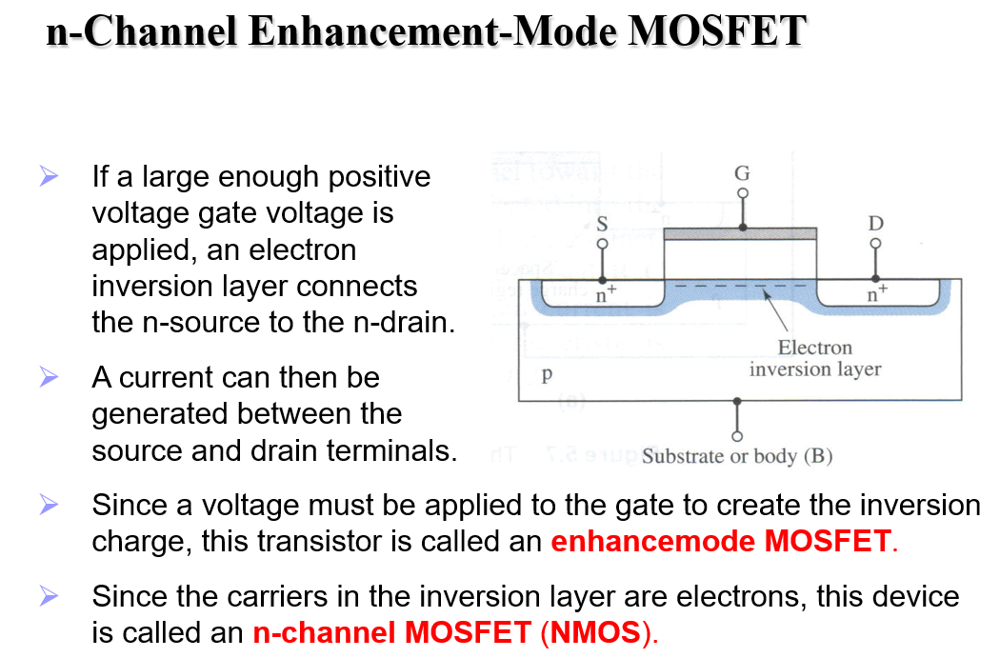 n-Channel Enhancement-Mode MOSFET
If a large enough positive
voltage gate voltage is
applied, an electron
inversion layer connects
the n-source to the n-drain.
A current can then be
generated between the
source and drain terminals.
Since a voltage must be applied to the gate to create the inversion
charge, this transistor is called an enhancemode MOSFET.
Since the carriers in the inversion layer are electrons, this device
is called an n-channel MOSFET (NMOS).
G
S
D
n+
n+
Electron
inversion layer
p
Substrate or body (B)